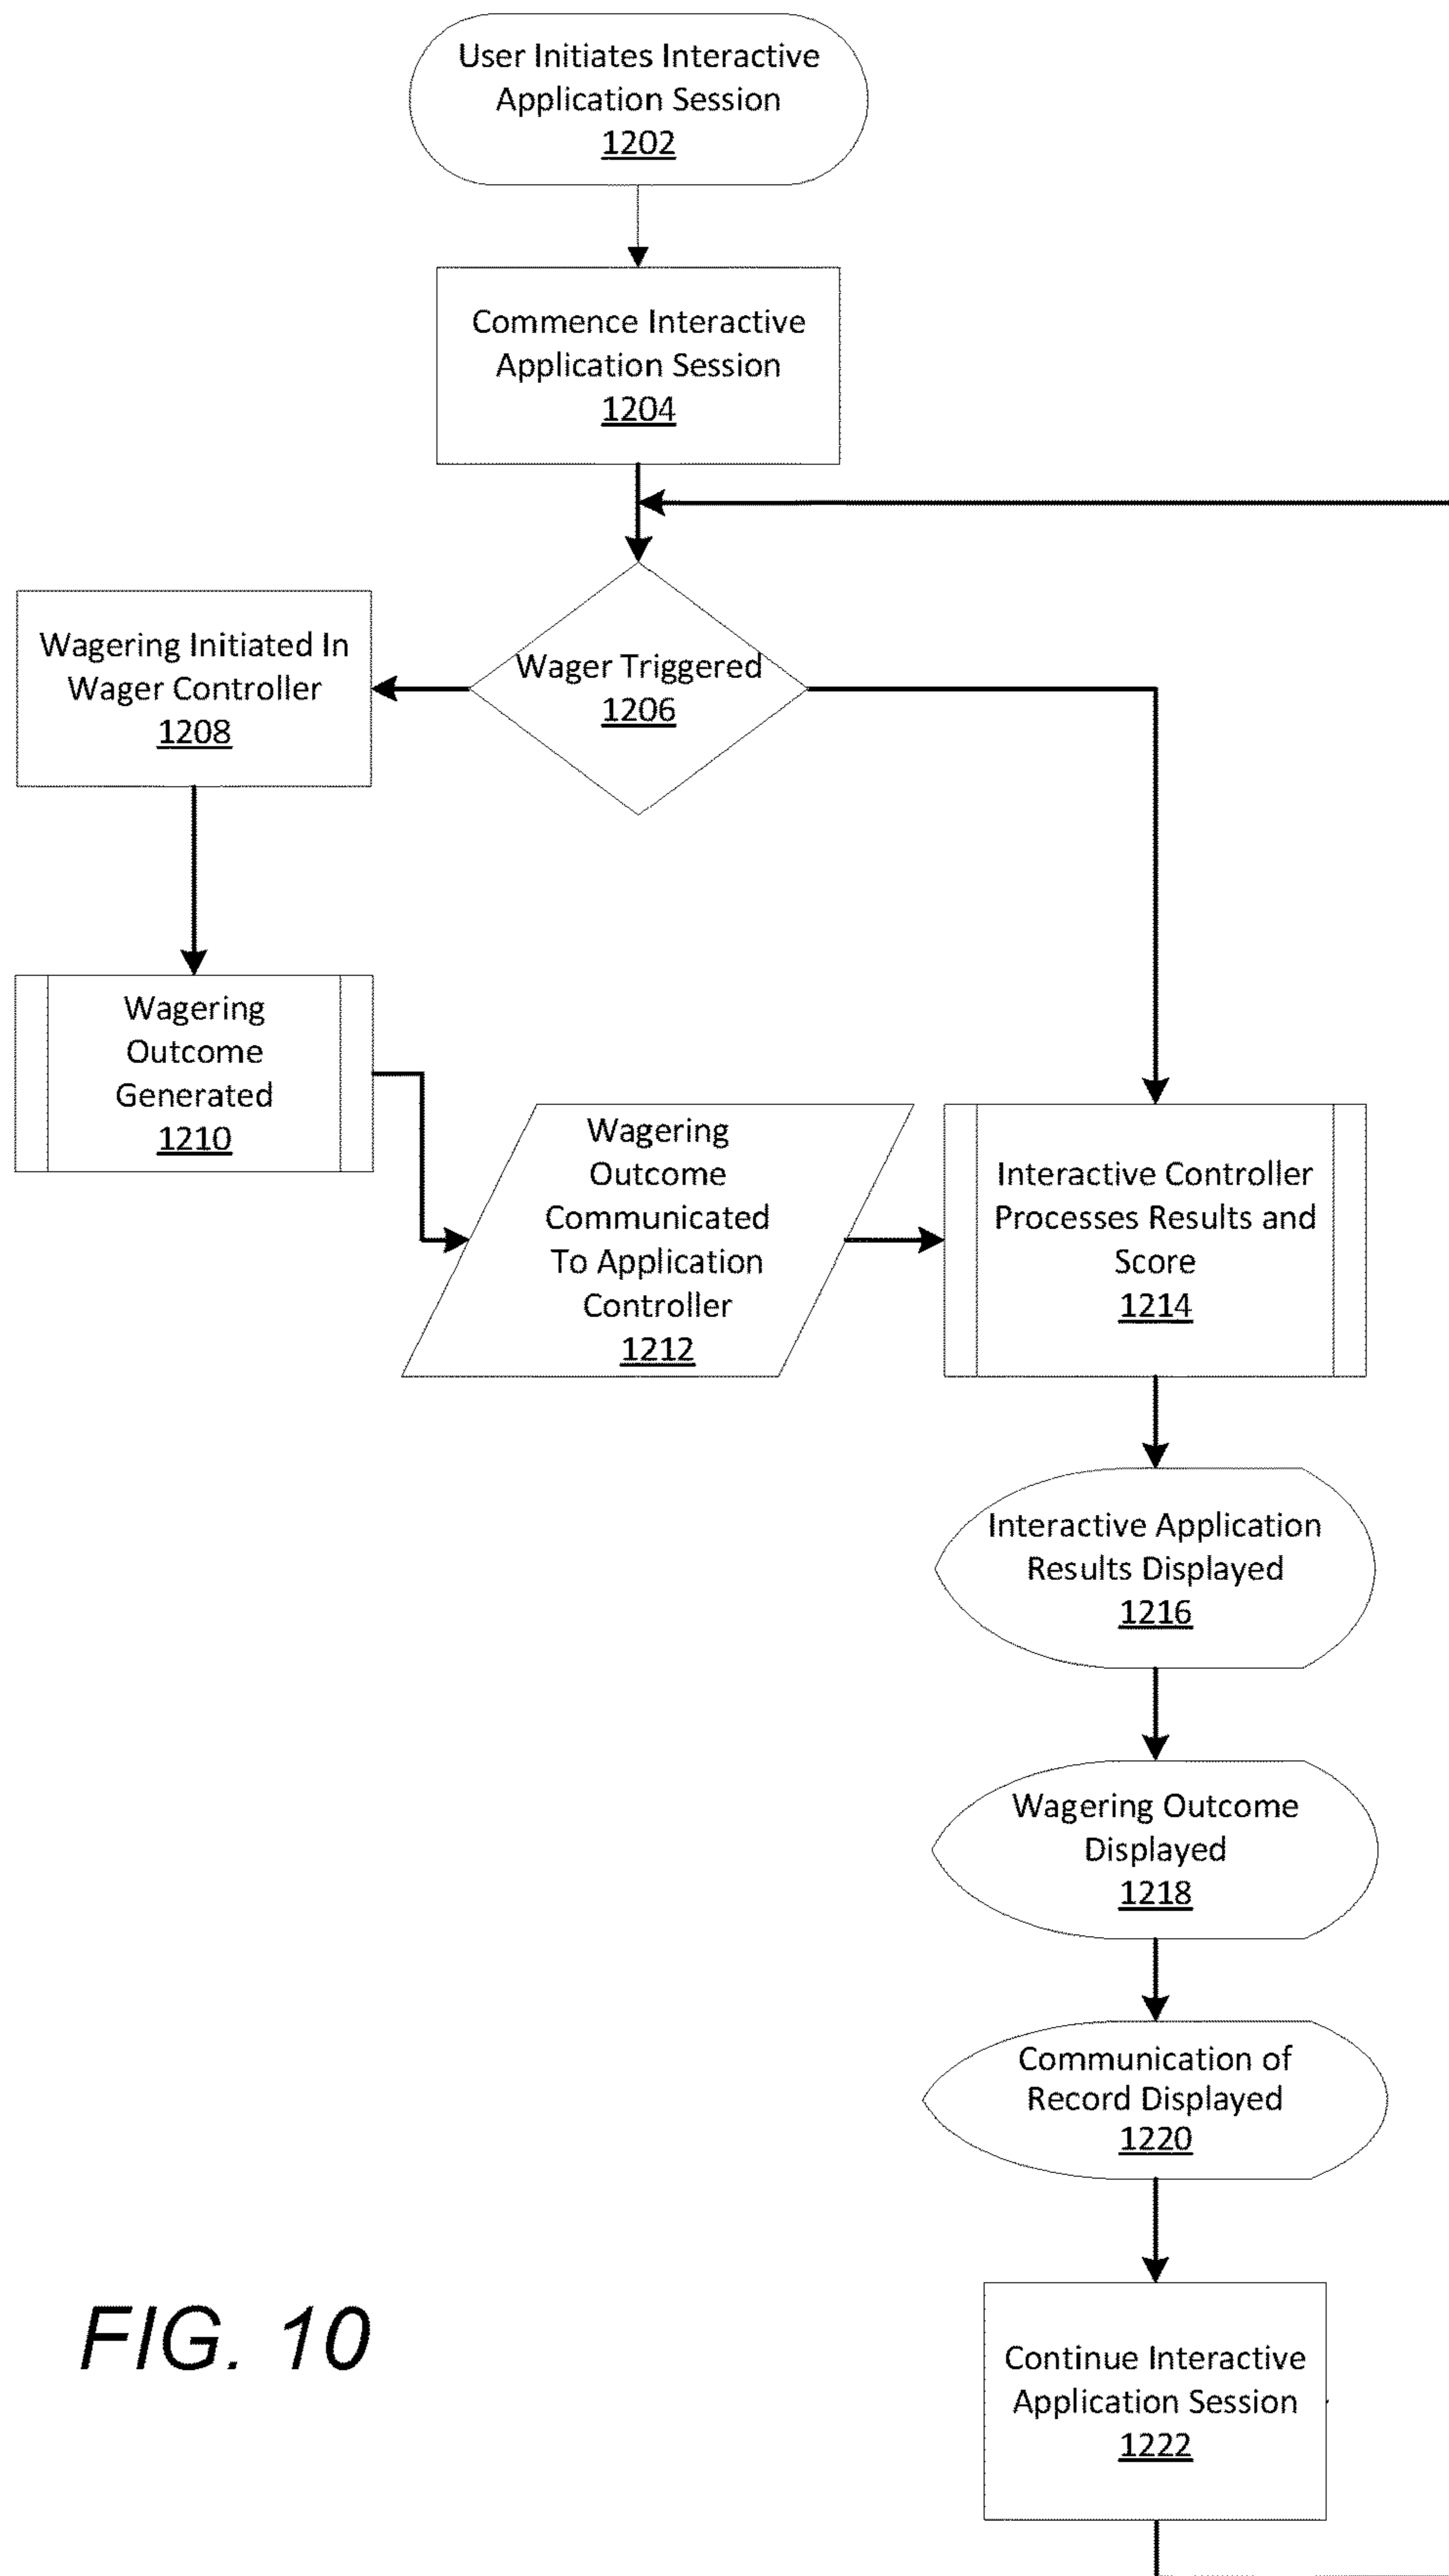 User Initiates Interactive
Application Session
1202
Commence Interactive
Application Session
1204
Wagering Initiated In
Wager Controller
1208
Wager Triggered
1206
Wagering
Outcome
Generated
1210
Wagering
Outcome
Communicated
To Application
Controller
1212
Interactive Controller
Processes Results and
Score
1214
Interactive Application
Results Displayed
1216
Wagering Outcome
Displayed
1218
Communication of
Record Displayed
1220
Continue Interactive
Application Session
1222
FIG. 10